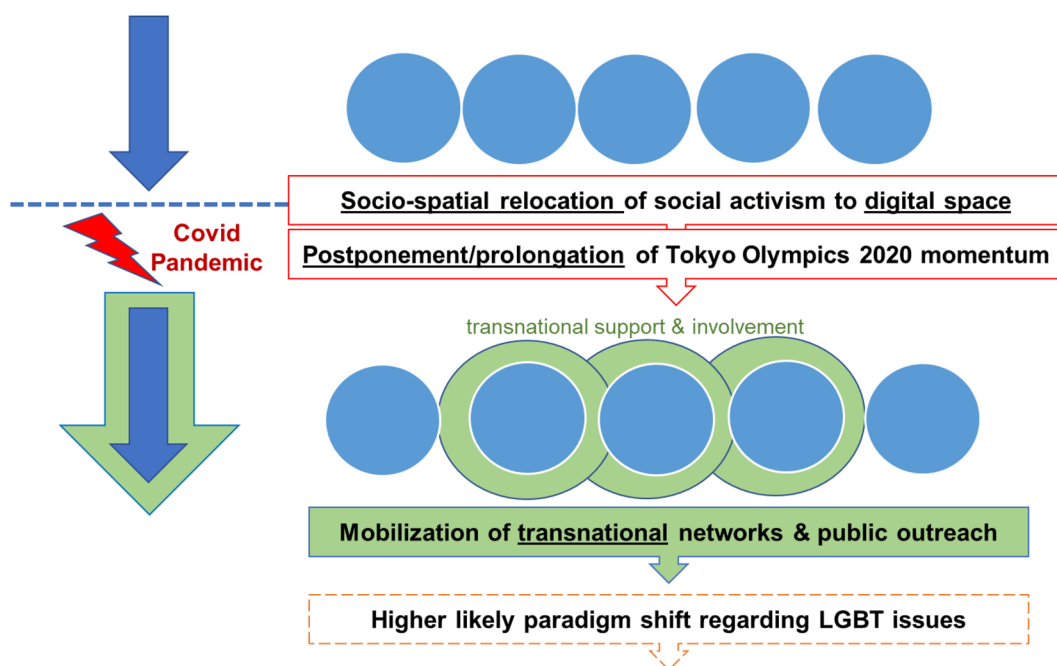 Socio-spatial relocation of social activism to digital space
Covid
Pandemic
Postponement/prolongation of Tokyo Olympics 2020 momentum
transnational support & involvement
Mobilization of transnational networks & public outreach
Higher likely paradigm shift regarding LGBT issues